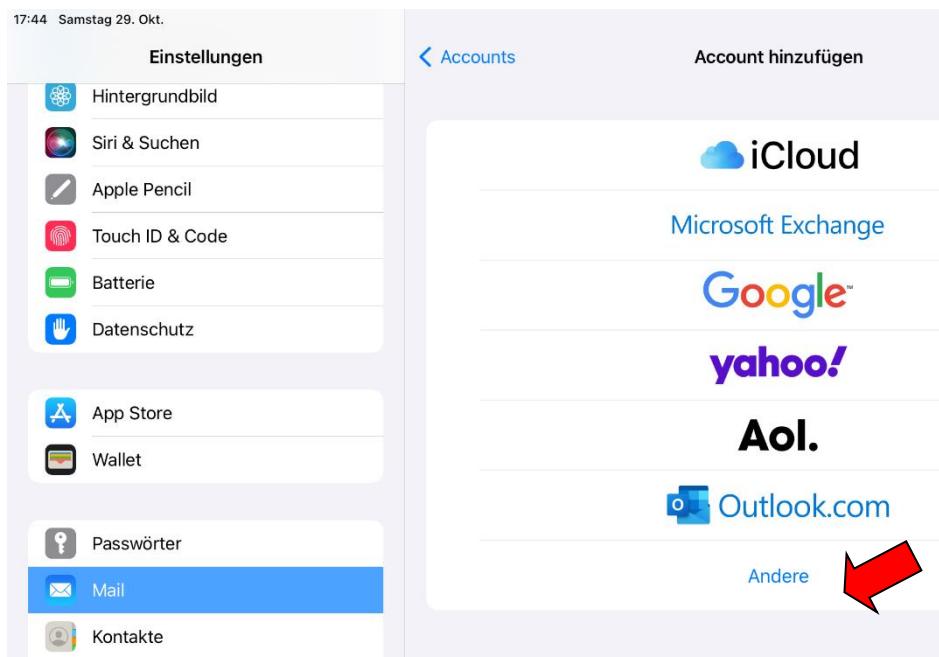 17:44 Samstag 29. Okt.
Einstellungen
Hintergrundbild
Siri & Suchen
Apple Pencil
Touch ID & Code
Batterie
Datenschutz
App Store
Wallet
Passwörter
Mail
Kontakte
Accounts
Account hinzufügen
iCloud
Microsoft Exchange
Google™
yahoo!
Aol.
Outlook.com
Andere